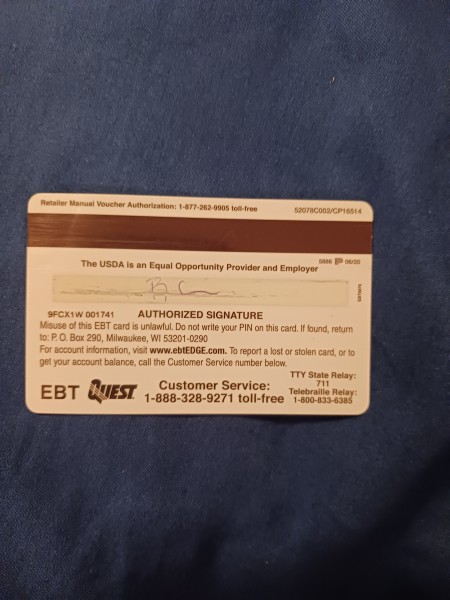 Retailer Manual Voucher Authorization: 1-877-262-9905 toll-free
52078C002/CP16514
The USDA is an Equal Opportunity Provider and Employer
9FCX1W 001741
AUTHORIZED SIGNATURE
Misuse of this EBT card is unlawful. Do not write your PIN on this card. If found, return
to: P. O. Box 290, Milwaukee, WI 53201-0290
For account information, visit www.ebtEDGE.com. To report a lost or stolen card, or to
get your account balance, call the Customer Service number below.
EBT QUEST
Customer Service:
1-888-328-9271 toll-free
TTY State Relay:
711
Telebraille Relay:
1-800-833-6385